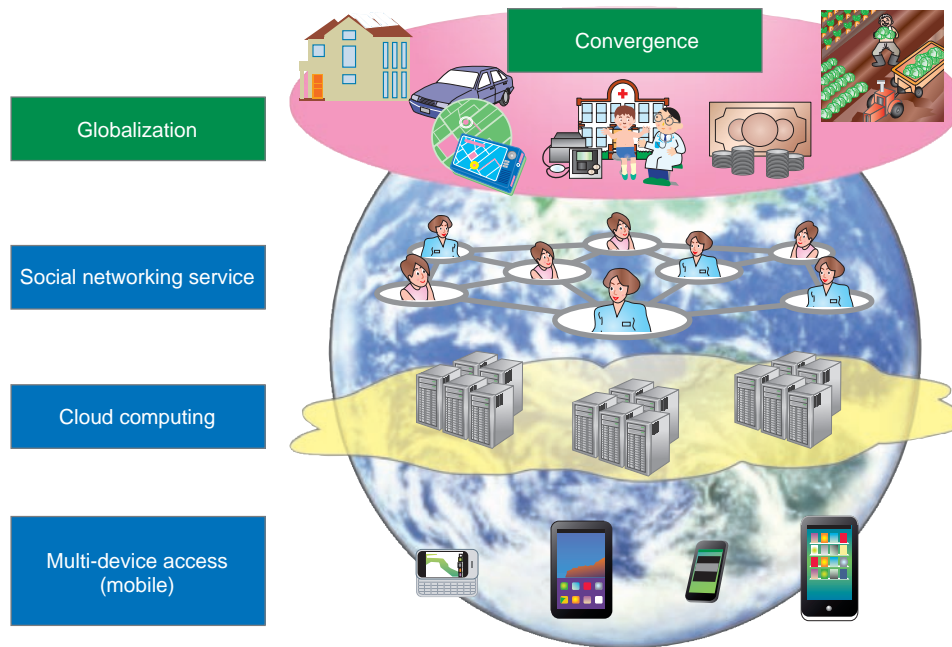 Convergence
Globalization
Social networking service
Cloud computing
Multi-device access
(mobile)